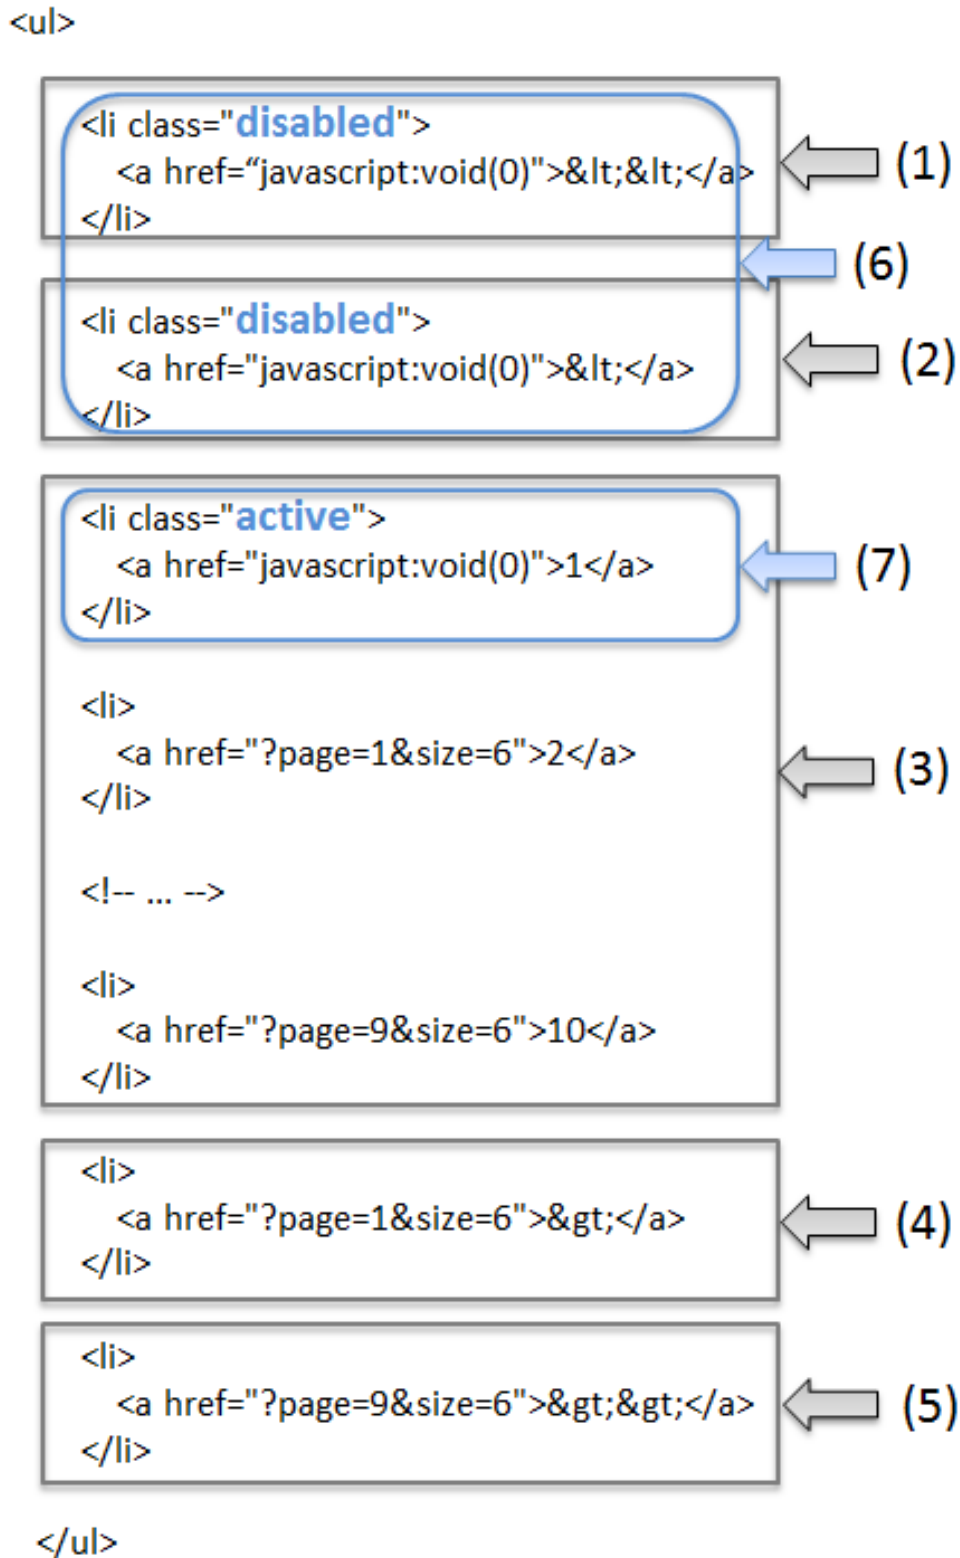 <ul>
<li class="disabled">
<a href=“javascript:void(0)">&lt;&lt;</a>
</li>
(1)
(6)
<li class="disabled">
<a href="javascript:void(0)">&lt;</a>
</li>
(2)
<li class="active">
<a href="javascript:void(0)">1</a>
</li>
(7)
<li>
<a href="?page=1&size=6">2</a>
</li>
(3)
<!-- ... -->
<li>
<a href="?page=9&size=6">10</a>
</li>
<li>
<a href="?page=1&size=6">&gt;</a>
</li>
(4)
<li>
<a href="?page=9&size=6">&gt;&gt;</a>
</li>
(5)
</ul>